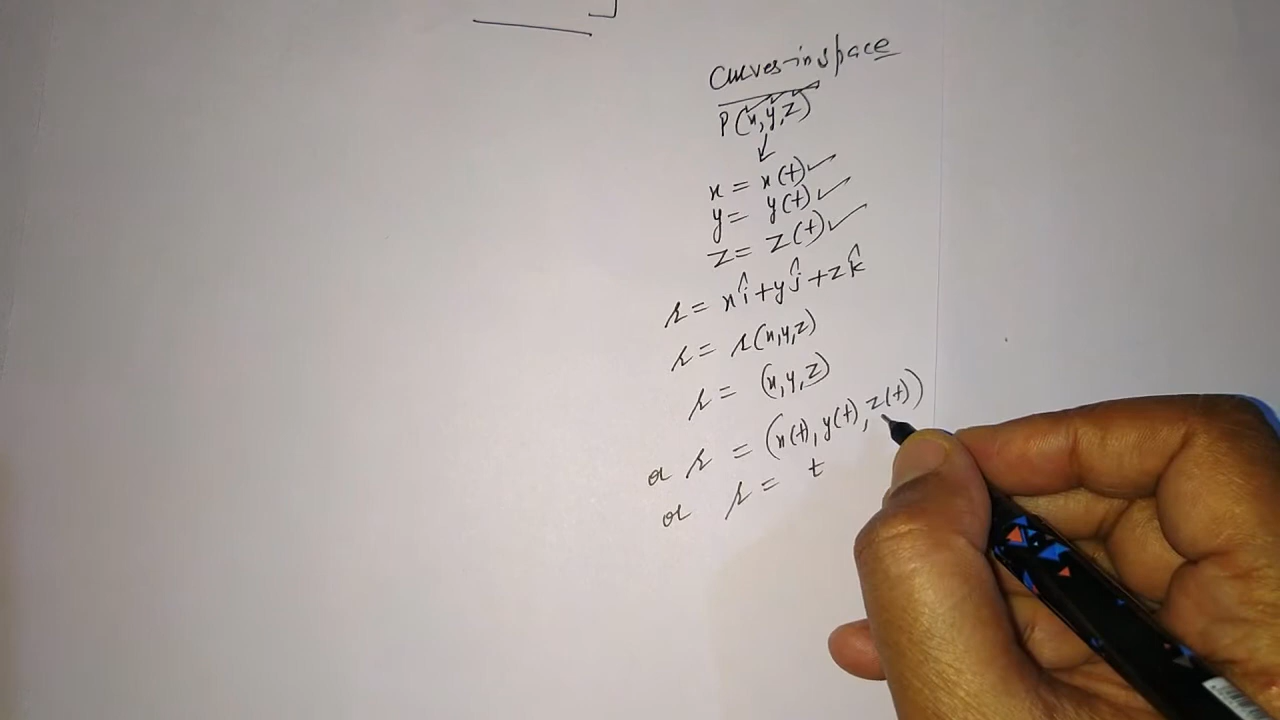 Curves in space
P(x,y,z)
x = x(t)
y = y(t)
z = z(t)
r = xî+yĵ+zk̂
r = r(x,y,z)
r = (x,y,z)
or r = (x(t), y(t), z(t))
or r = t